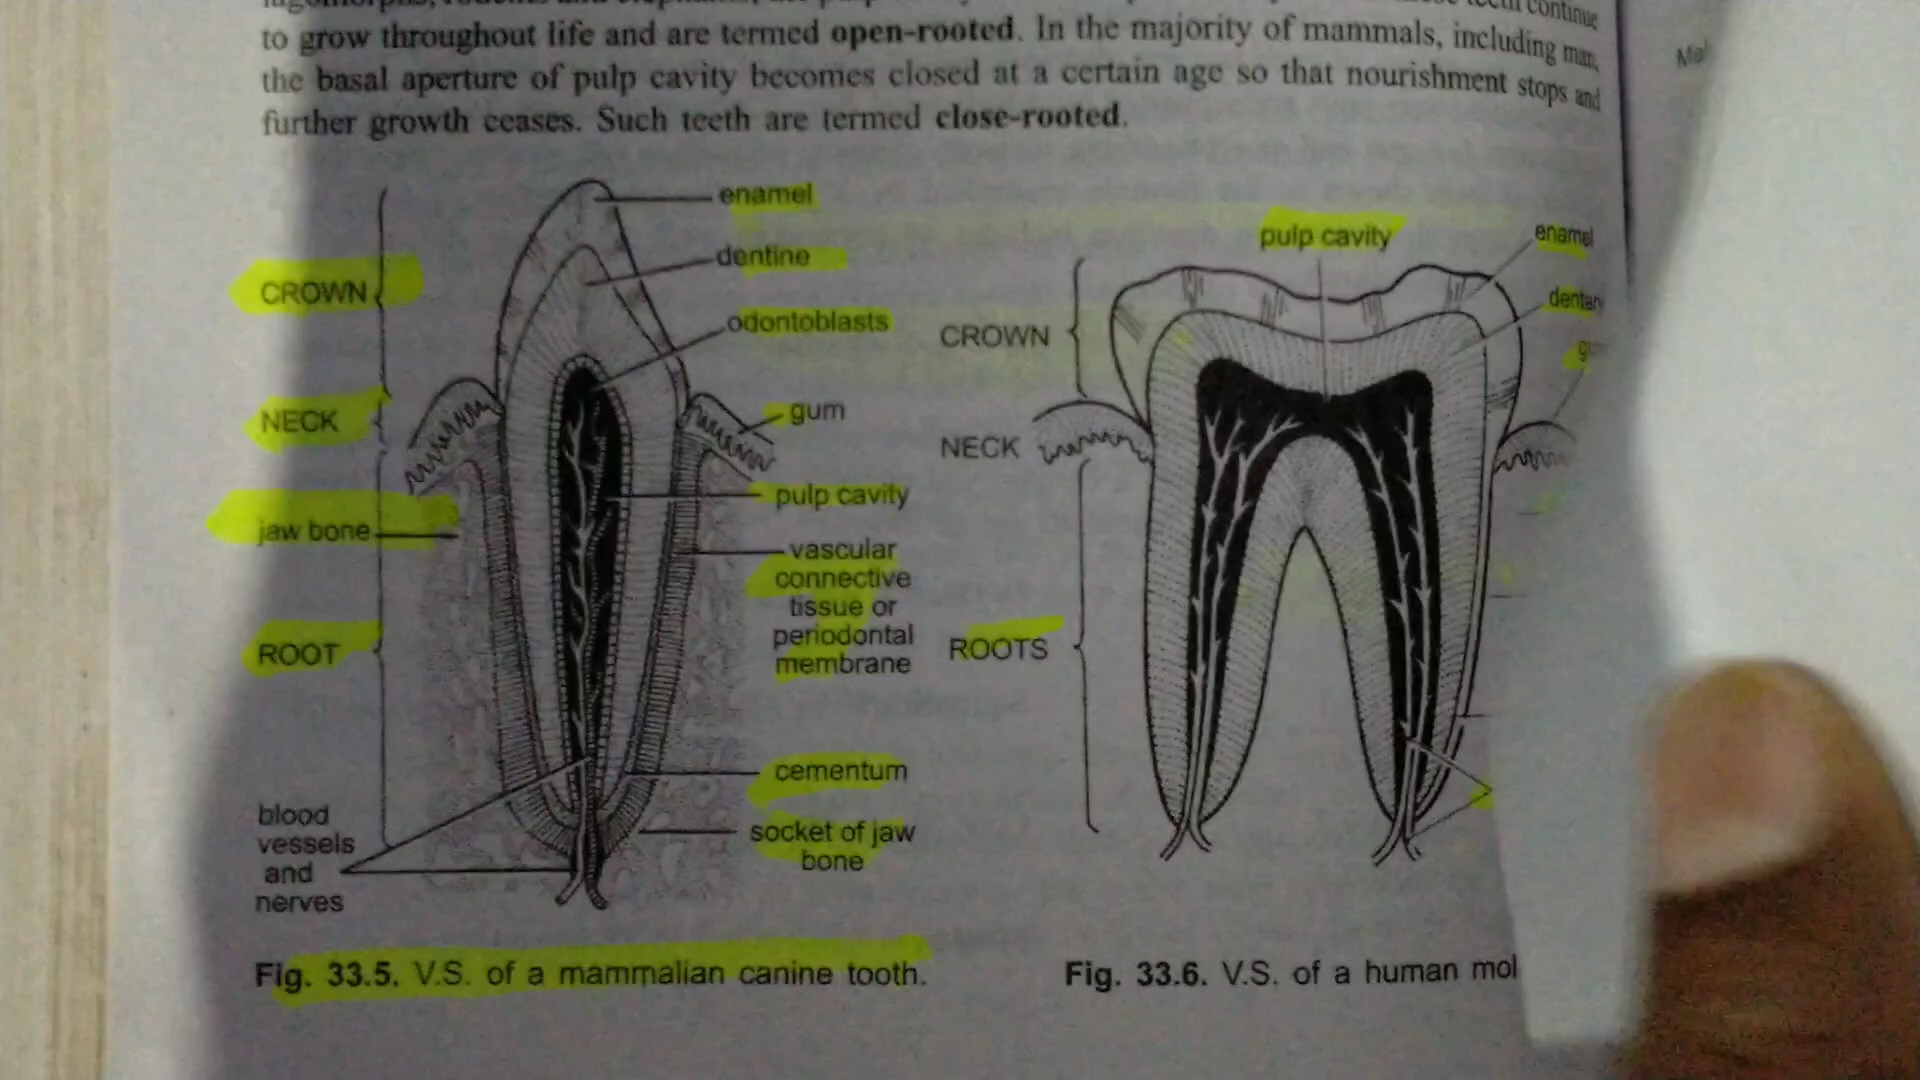 to grow throughout life and are termed open-rooted. In the majority of mammals, including man,
the basal aperture of pulp cavity becomes closed at a certain age so that nourishment stops and
further growth ceases. Such teeth are termed close-rooted.
enamel
dentine
odontoblasts
CROWN
NECK
gum
pulp cavity
jaw bone
vascular
connective
tissue or
periodontal
membrane
ROOT
cementum
socket of jaw
bone
blood
vessels
and
nerves
Fig. 33.5. V.S. of a mammalian canine tooth.
pulp cavity
enamel
CROWN
NECK
ROOTS
Fig. 33.6. V.S. of a human mol